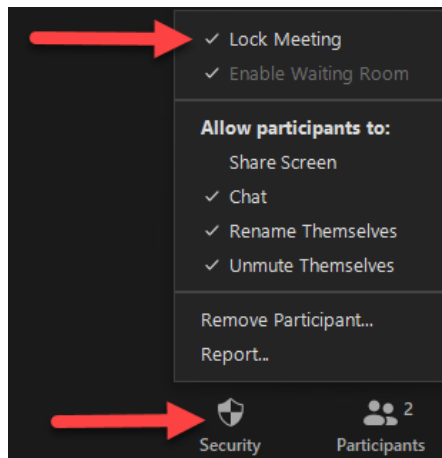 Lock Meeting
Enable Waiting Room
Allow participants to:
Share Screen
Chat
Rename Themselves
Unmute Themselves
Remove Participant...
Report...
2
Security Participants